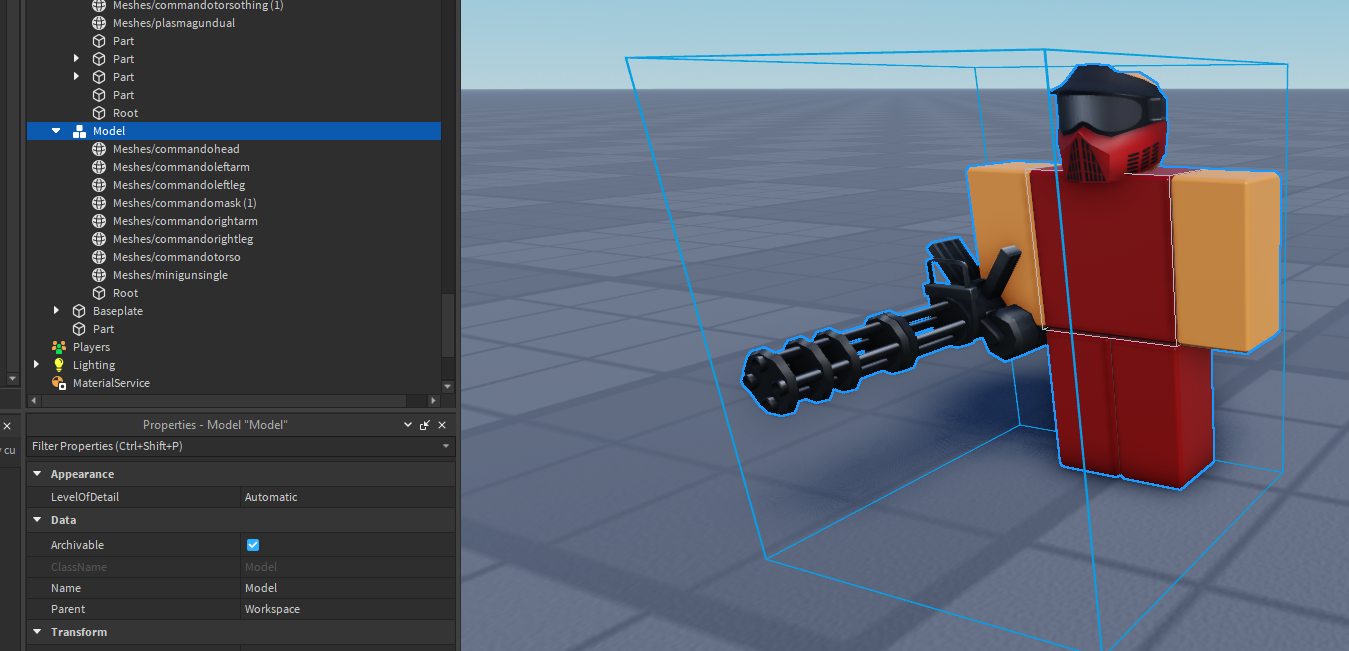 Meshes/commandotorsothing (1)
Meshes/plasmagundual
Part
Part
Part
Part
Root
Model
Meshes/commandohead
Meshes/commandoleftarm
Meshes/commandoleftleg
Meshes/commandomask (1)
Meshes/commandorightarm
Meshes/commandorightleg
Meshes/commandotorso
Meshes/minigunsingle
Root
Baseplate
Part
Players
Lighting
MaterialService
cu
Properties - Model "Model"
Filter Properties (Ctrl+Shift+P)
Appearance
LevelOfDetail Automatic
Data
Archivable
ClassName Model
Name Model
Parent Workspace
Transform